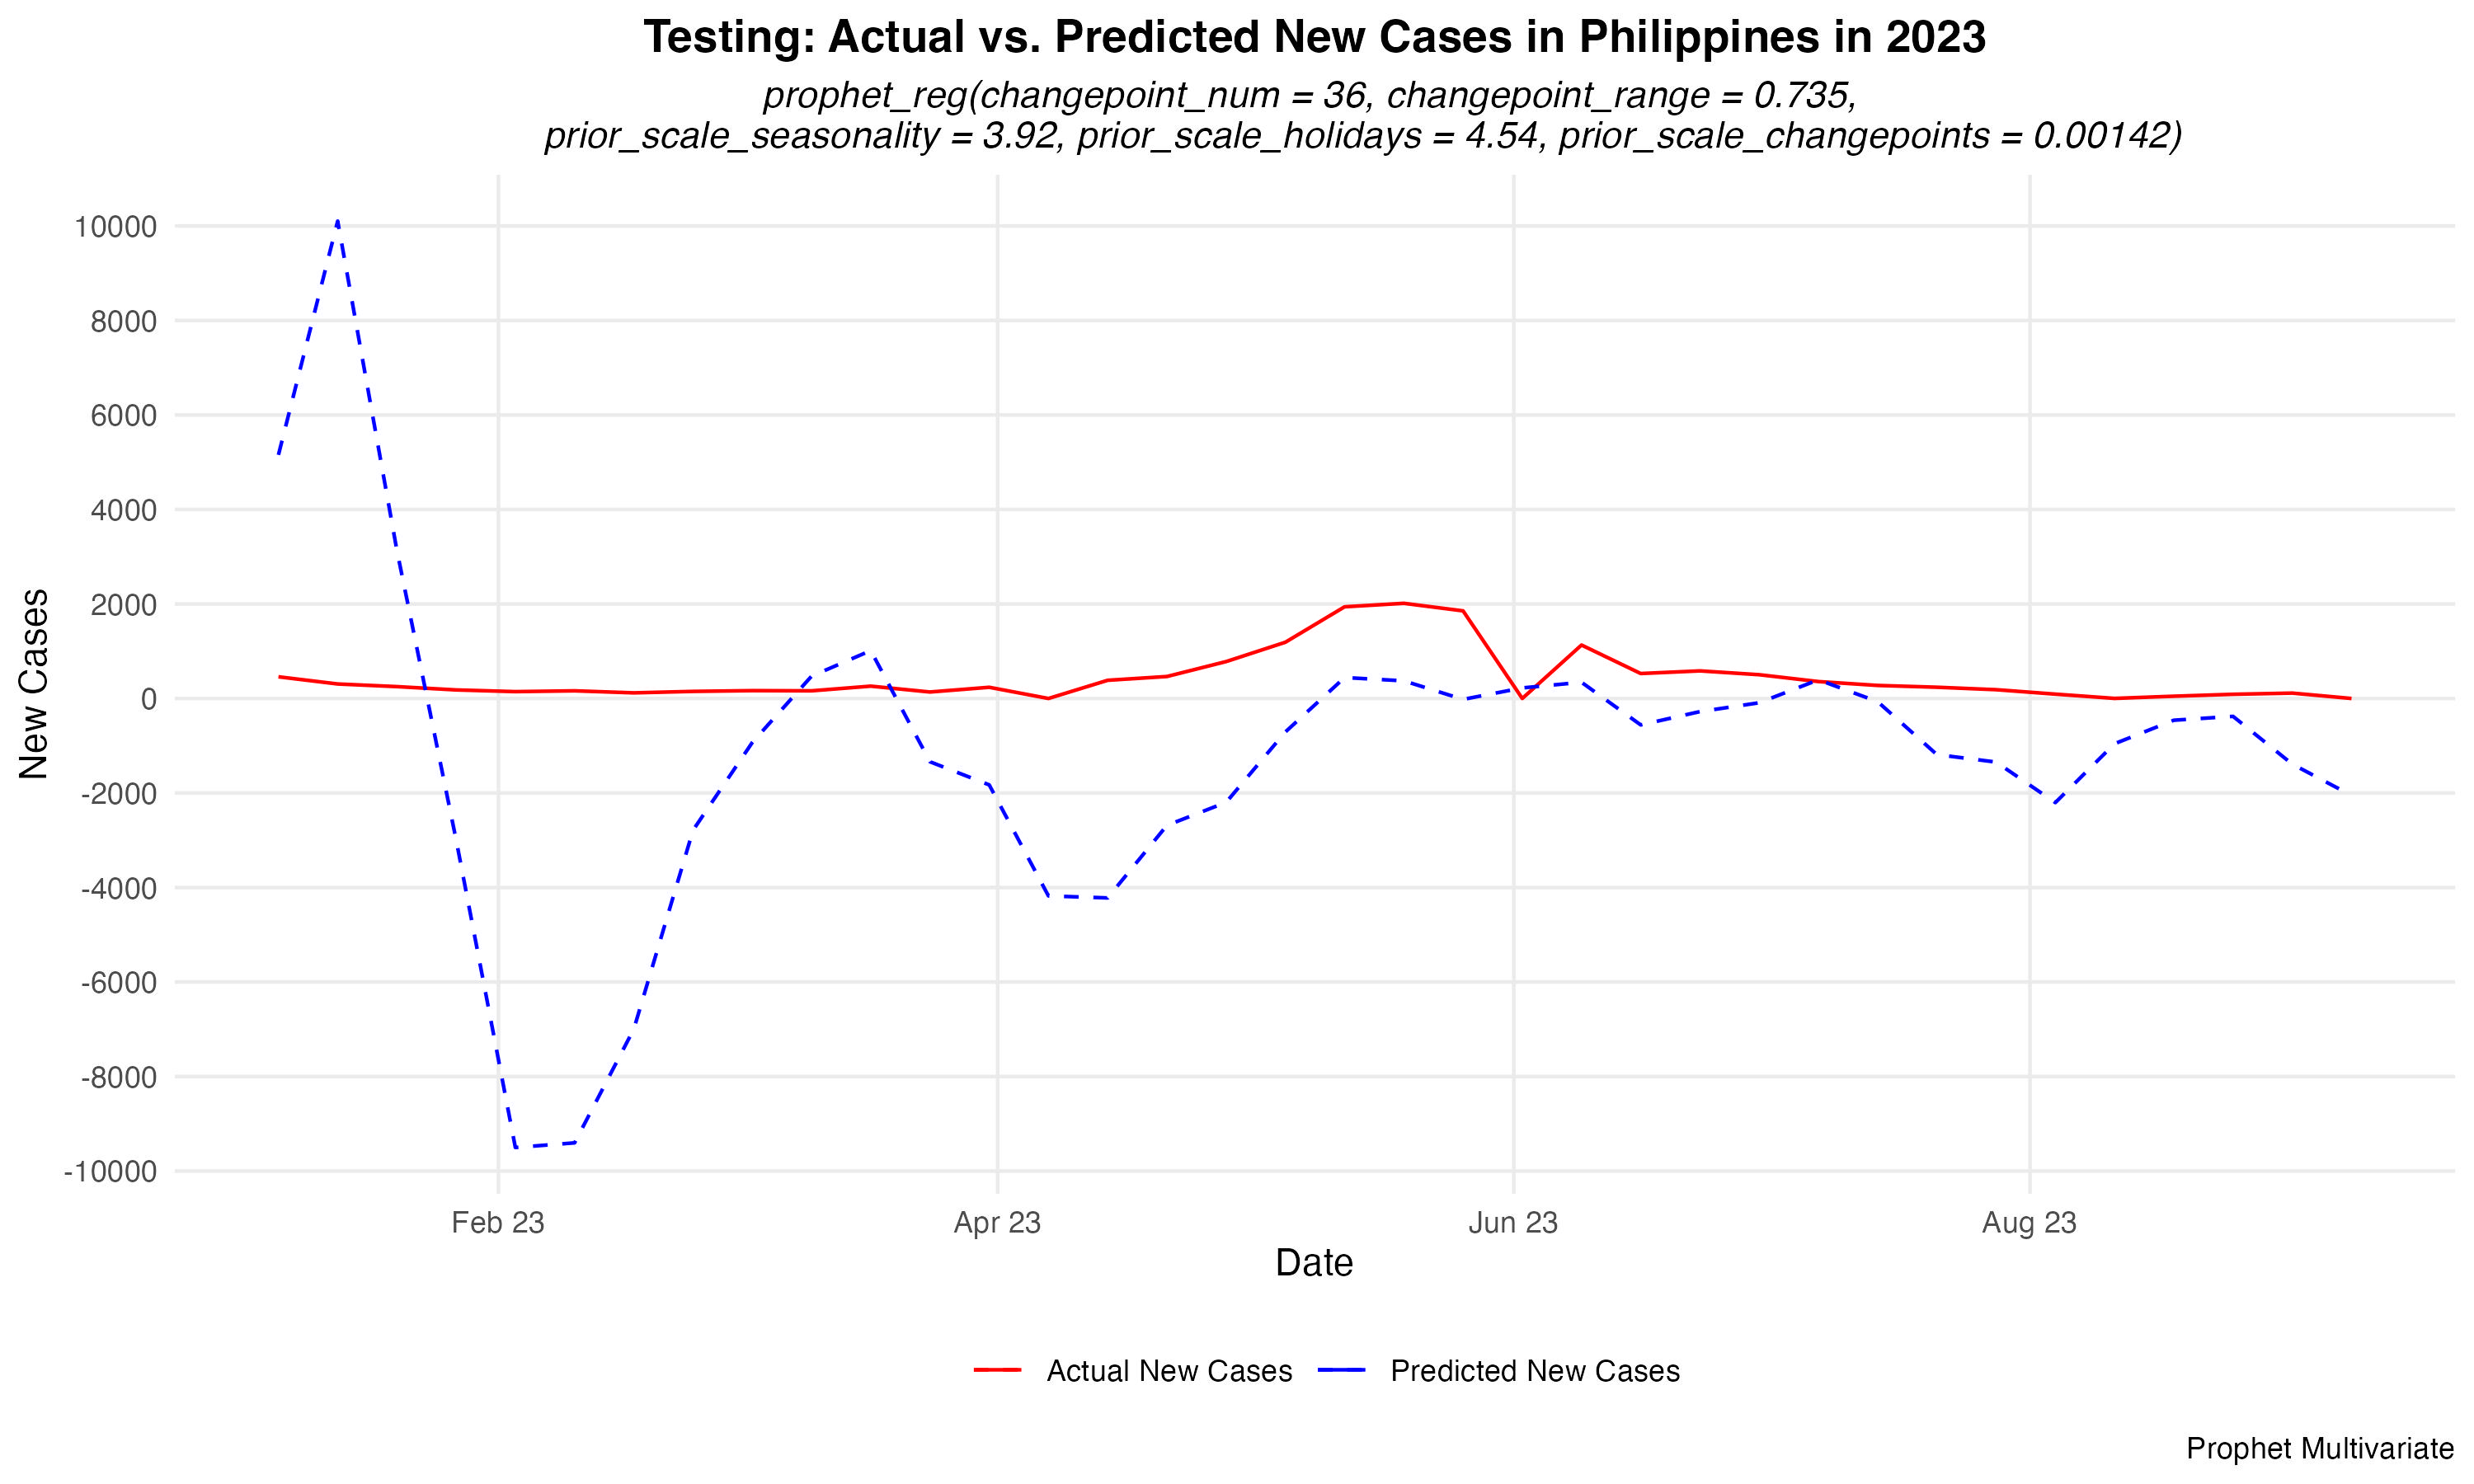 Testing: Actual vs. Predicted New Cases in Philippines in 2023
prophet_reg(changepoint_num = 36, changepoint_range = 0.735,
prior_scale_seasonality = 3.92, prior_scale_holidays = 4.54, prior_scale_changepoints = 0.00142)
New Cases
10000
8000
6000
4000
2000
0
-2000
-4000
-6000
-8000
-10000
Feb 23
Apr 23
Jun 23
Aug 23
Date
Actual New Cases
Predicted New Cases
Prophet Multivariate